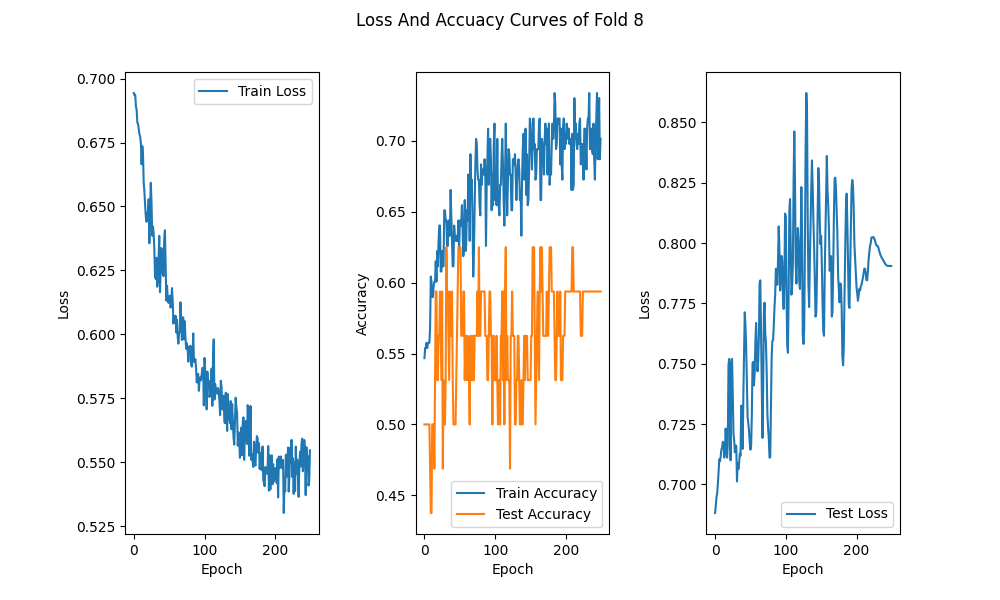 Loss And Accuacy Curves of Fold 8
0.700
0.675
0.650
0.625
0.600
0.575
0.550
0.525
Loss
0 100 200
Epoch
Train Loss
0.70
0.65
0.60
0.55
0.50
0.45
Accuracy
0 100 200
Epoch
Train Accuracy
Test Accuracy
0.850
0.825
0.800
0.775
0.750
0.725
0.700
Loss
0 100 200
Epoch
Test Loss